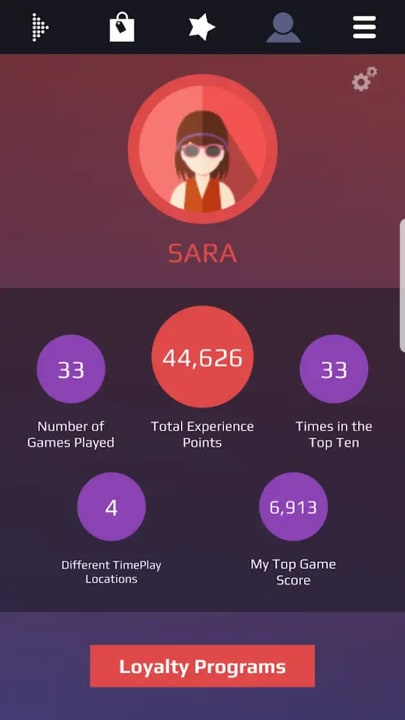 SARA
33
44,626
33
Number of
Games Played
Total Experience
Points
Times in the
Top Ten
4
6,913
Different TimePlay
Locations
My Top Game
Score
Loyalty Programs